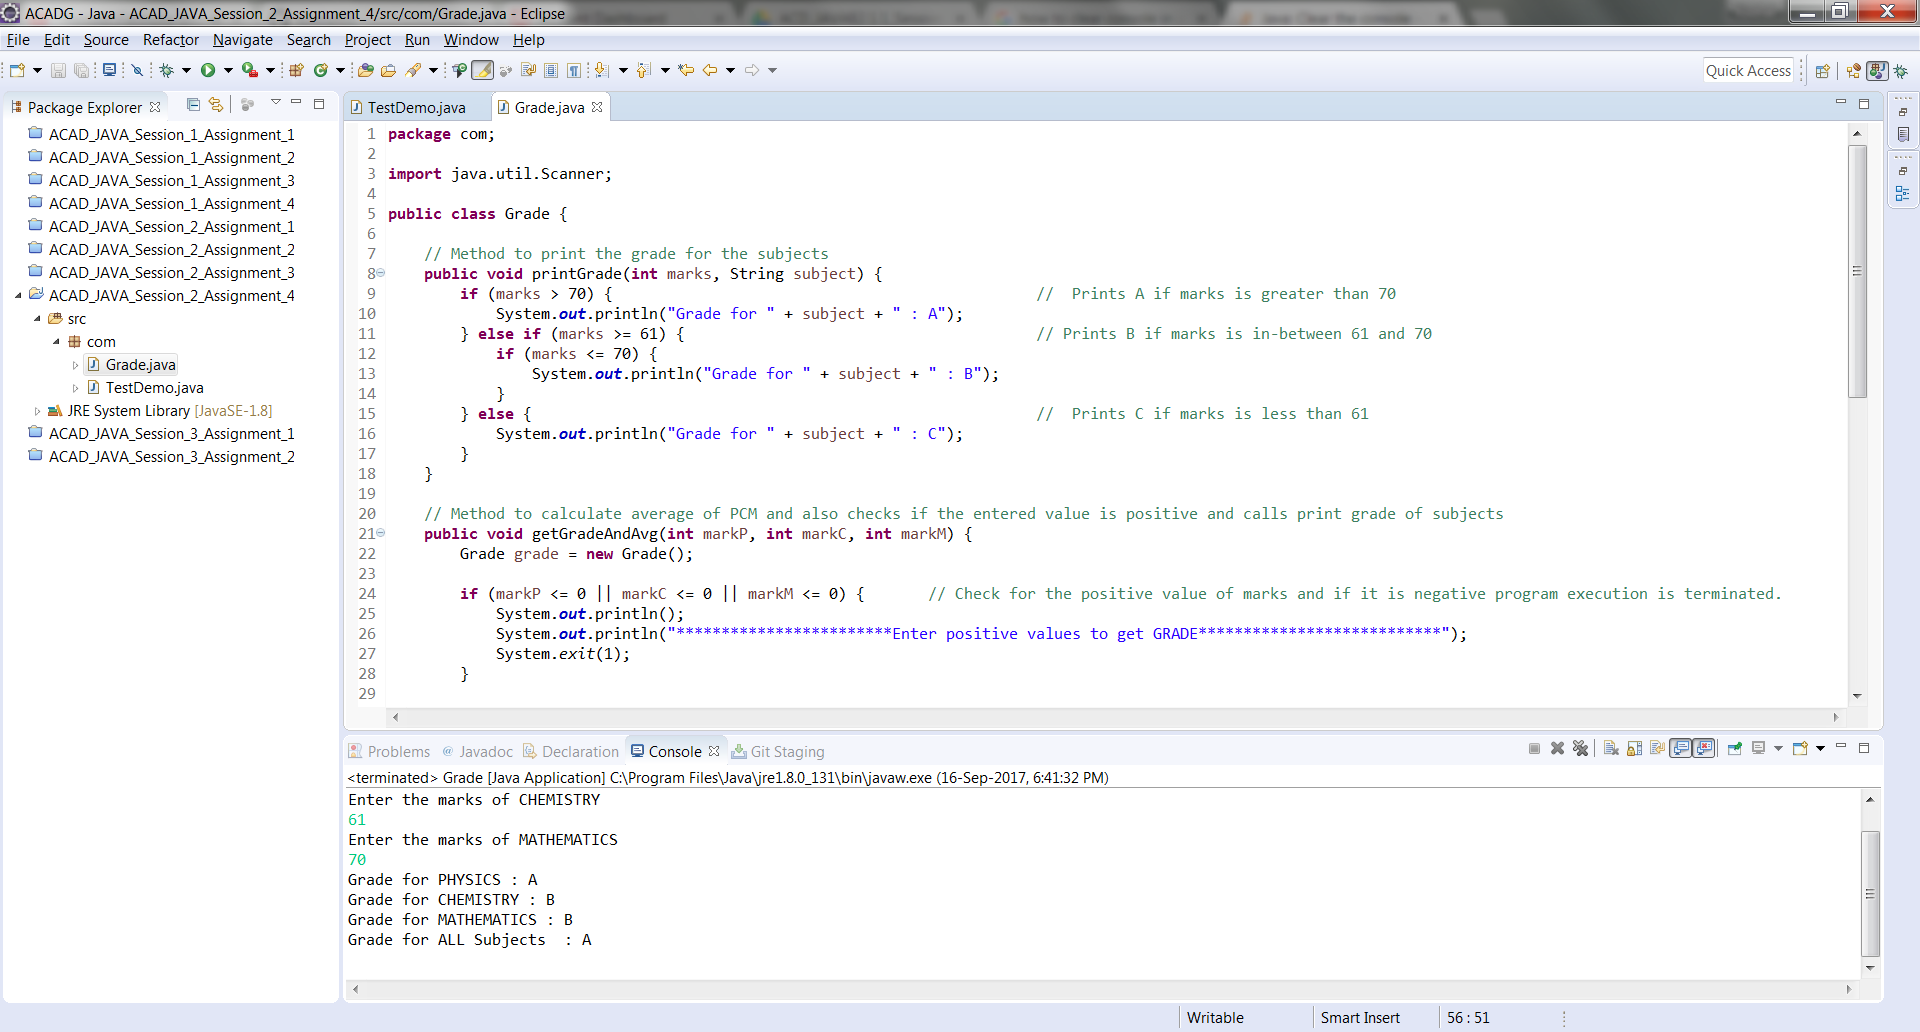 ACADG - Java - ACAD_JAVA_Session_2_Assignment_4/src/com/Grade.java - Eclipse
File Edit Source Refactor Navigate Search Project Run Window Help
Quick Access
Package Explorer
ACAD_JAVA_Session_1_Assignment_1
ACAD_JAVA_Session_1_Assignment_2
ACAD_JAVA_Session_1_Assignment_3
ACAD_JAVA_Session_1_Assignment_4
ACAD_JAVA_Session_2_Assignment_1
ACAD_JAVA_Session_2_Assignment_2
ACAD_JAVA_Session_2_Assignment_3
ACAD_JAVA_Session_2_Assignment_4
src
com
Grade.java
TestDemo.java
JRE System Library [JavaSE-1.8]
ACAD_JAVA_Session_3_Assignment_1
ACAD_JAVA_Session_3_Assignment_2
TestDemo.java Grade.java
1 package com;
2
3 import java.util.Scanner;
4
5 public class Grade {
6
7 // Method to print the grade for the subjects
8 public void printGrade(int marks, String subject) {
9 if (marks > 70) { // Prints A if marks is greater than 70
10 System.out.println("Grade for " + subject + " : A");
11 } else if (marks >= 61) { // Prints B if marks is in-between 61 and 70
12 if (marks <= 70) {
13 System.out.println("Grade for " + subject + " : B");
14 }
15 } else { // Prints C if marks is less than 61
16 System.out.println("Grade for " + subject + " : C");
17 }
18 }
19
20 // Method to calculate average of PCM and also checks if the entered value is positive and calls print grade of subjects
21 public void getGradeAndAvg(int markP, int markC, int markM) {
22 Grade grade = new Grade();
23
24 if (markP <= 0 || markC <= 0 || markM <= 0) { // Check for the positive value of marks and if it is negative program execution is terminated.
25 System.out.println();
26 System.out.println("************************Enter positive values to get GRADE***************************");
27 System.exit(1);
28 }
29
Problems Javadoc Declaration Console Git Staging
<terminated> Grade [Java Application] C:\Program Files\Java\jre1.8.0_131\bin\javaw.exe (16-Sep-2017, 6:41:32 PM)
Enter the marks of CHEMISTRY
61
Enter the marks of MATHEMATICS
70
Grade for PHYSICS : A
Grade for CHEMISTRY : B
Grade for MATHEMATICS : B
Grade for ALL Subjects  : A
Writable Smart Insert 56 : 51